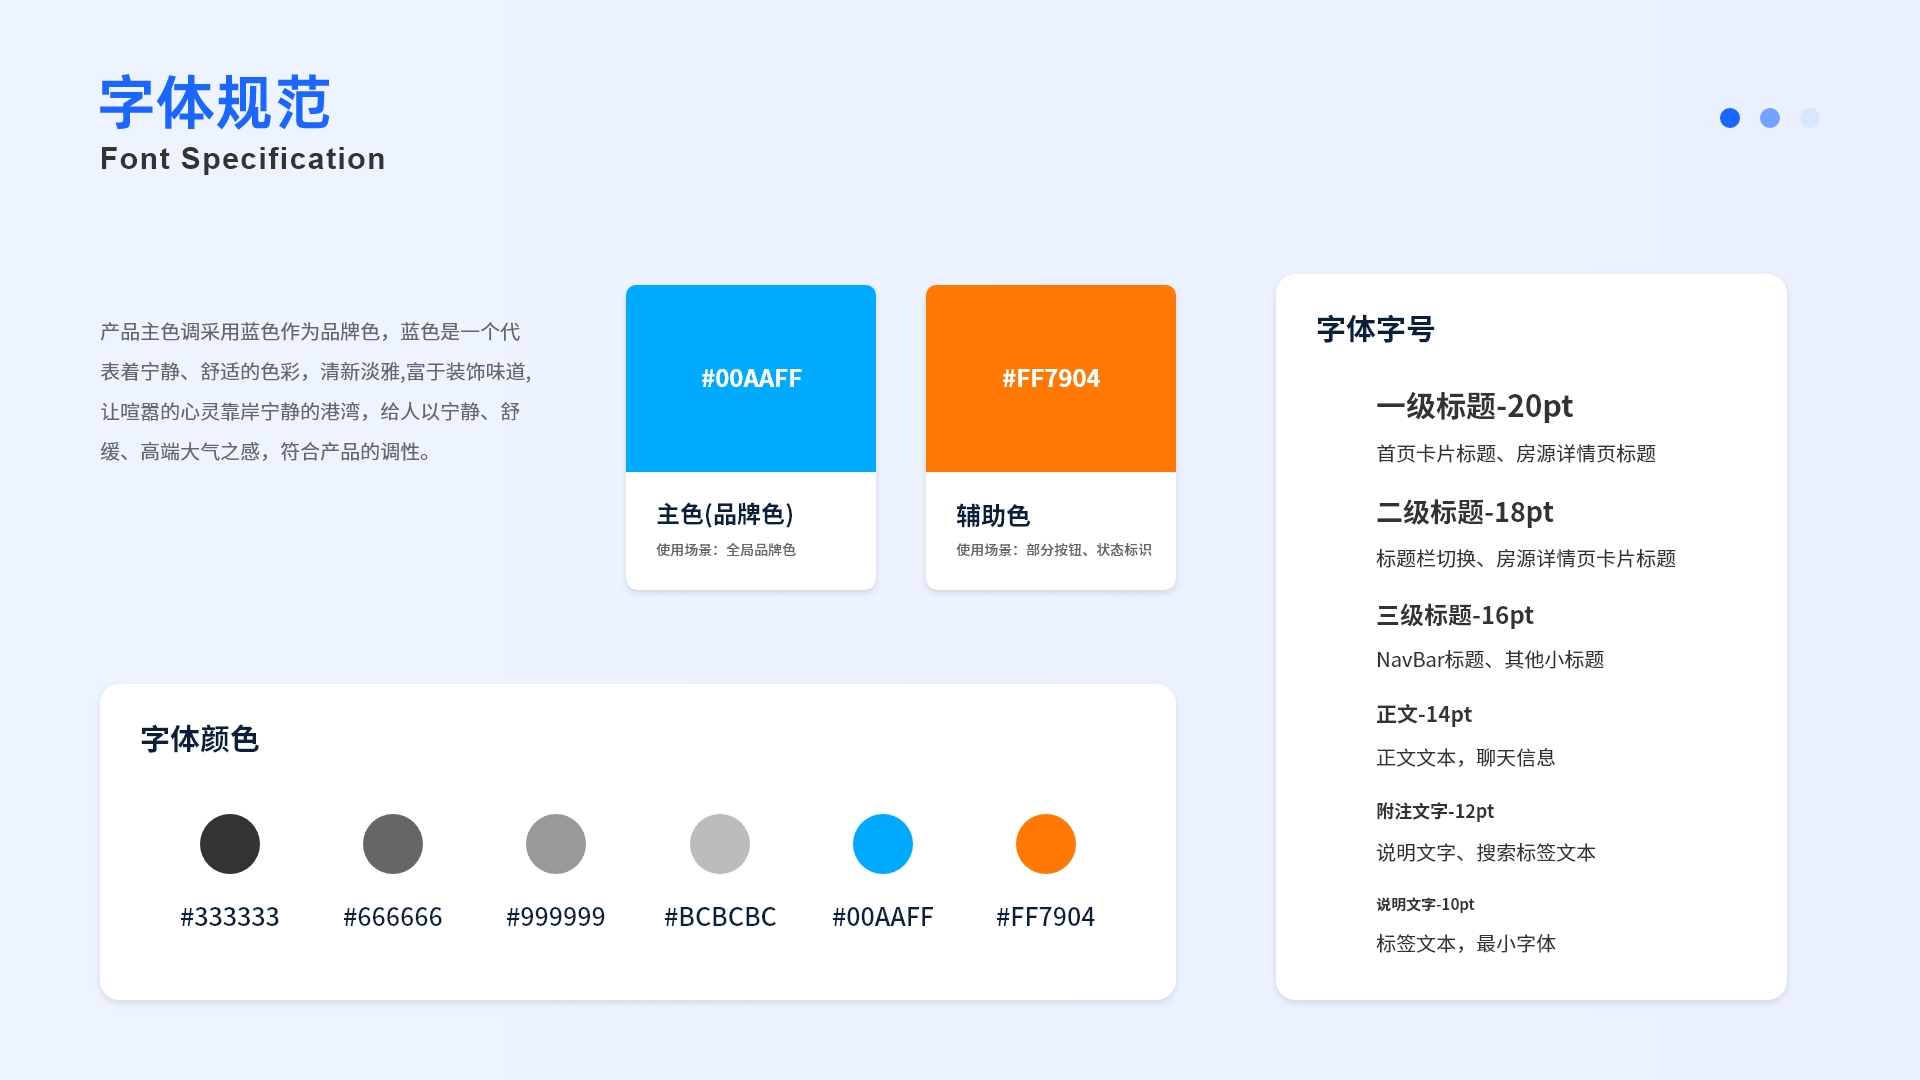 字体规范
Font Specification
产品主色调采用蓝色作为品牌色，蓝色是一个代
表着宁静、舒适的色彩，清新淡雅,富于装饰味道,
让喧嚣的心灵靠岸宁静的港湾，给人以宁静、舒
缓、高端大气之感，符合产品的调性。
#00AAFF
主色(品牌色)
使用场景：全局品牌色
#FF7904
辅助色
使用场景：部分按钮、状态标识
字体颜色
#333333
#666666
#999999
#BCBCBC
#00AAFF
#FF7904
字体字号
一级标题-20pt
首页卡片标题、房源详情页标题
二级标题-18pt
标题栏切换、房源详情页卡片标题
三级标题-16pt
NavBar标题、其他小标题
正文-14pt
正文文本，聊天信息
附注文字-12pt
说明文字、搜索标签文本
说明文字-10pt
标签文本，最小字体